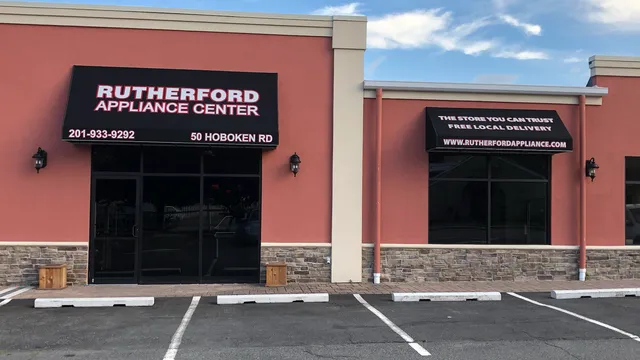 RUTHERFORD
APPLIANCE CENTER
201-933-9292 50 HOBOKEN RD
THE STORE YOU CAN TRUST
FREE LOCAL DELIVERY
WWW.RUTHERFORDAPPLIANCE.COM